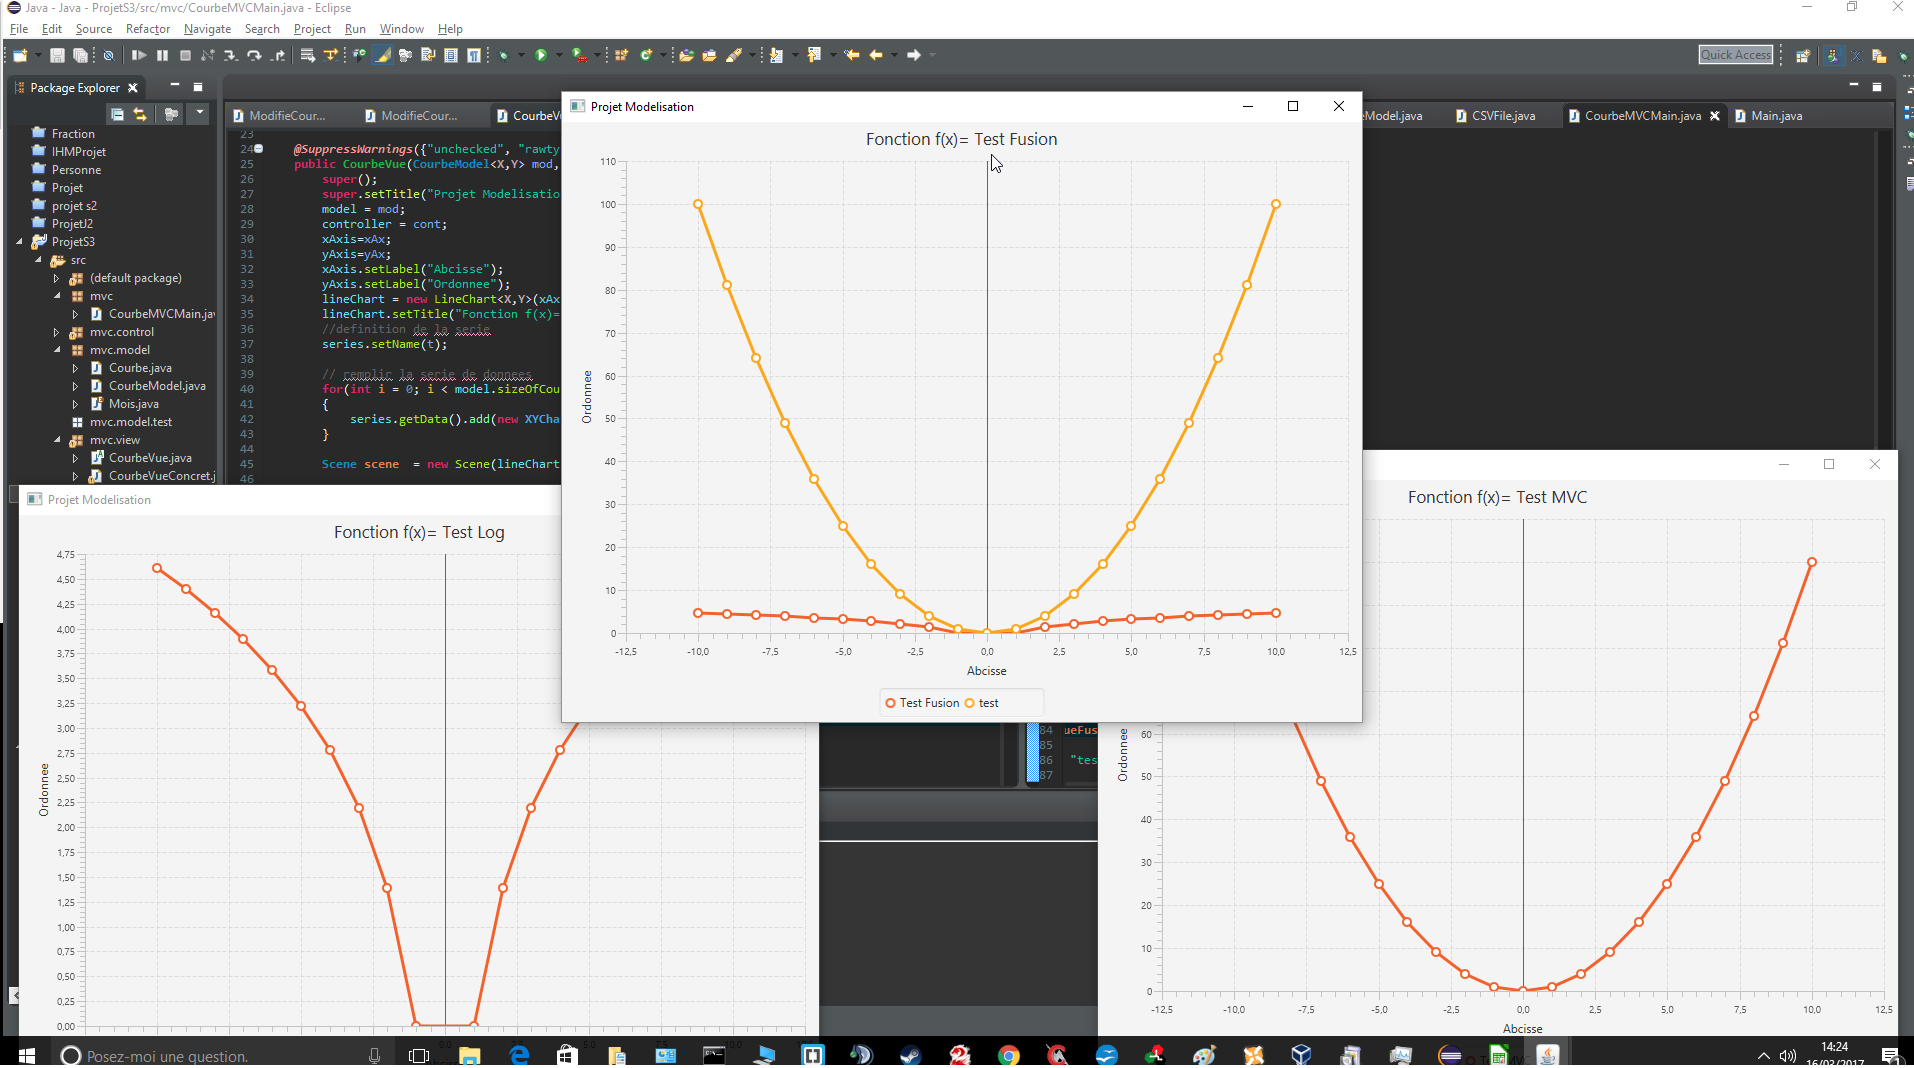 Java - Java - ProjetS3/src/mvc/CourbeMVCMain.java - Eclipse
File Edit Source Refactor Navigate Search Project Run Window Help
Quick Access
Package Explorer
Fraction
IHMProjet
Personne
Projet
projet s2
ProjetJ2
ProjetS3
src
(default package)
mvc
CourbeMVCMain.jav
mvc.control
mvc.model
Courbe.java
CourbeModel.java
Mois.java
mvc.model.test
mvc.view
CourbeVue.java
CourbeVueConcret.j
ModifieCour... ModifieCour... CourbeV
eModel.java CSVFile.java CourbeMVCMain.java Main.java
23
24 @SuppressWarnings({"unchecked", "rawty
25 public CourbeVue(CourbeModel<X,Y> mod,
26 super();
27 super.setTitle("Projet Modelisatio
28 model = mod;
29 controller = cont;
30 xAxis=xAx;
31 yAxis=yAx;
32 xAxis.setLabel("Abcisse");
33 yAxis.setLabel("Ordonnee");
34 lineChart = new LineChart<X,Y>(xAx
35 lineChart.setTitle("Fonction f(x)=
36 //definition de la serie
37 series.setName(t);
38
39 // remplir la serie de donnees
40 for(int i = 0; i < model.sizeOfCou
41 {
42 series.getData().add(new XYCha
43 }
44
45 Scene scene = new Scene(lineChart
46
Projet Modelisation
Fonction f(x)= Test Fusion
110
100
90
80
70
60
50
40
30
20
10
0
Ordonnee
-12,5 -10,0 -7,5 -5,0 -2,5 0,0 2,5 5,0 7,5 10,0 12,5
Abcisse
Test Fusion test
Projet Modelisation
Fonction f(x)= Test Log
4,75
4,50
4,25
4,00
3,75
3,50
3,25
3,00
2,75
2,50
2,25
2,00
1,75
1,50
1,25
1,00
0,75
0,50
0,25
0,00
Ordonnee
84 ueFus
85
86 "tes
87
Fonction f(x)= Test MVC
60
50
40
30
20
10
0
Ordonnee
-12,5 -10,0 -7,5 -5,0 -2,5 0,0 2,5 5,0 7,5 10,0 12,5
Abcisse
Posez-moi une question.
14:24
16/03/2017